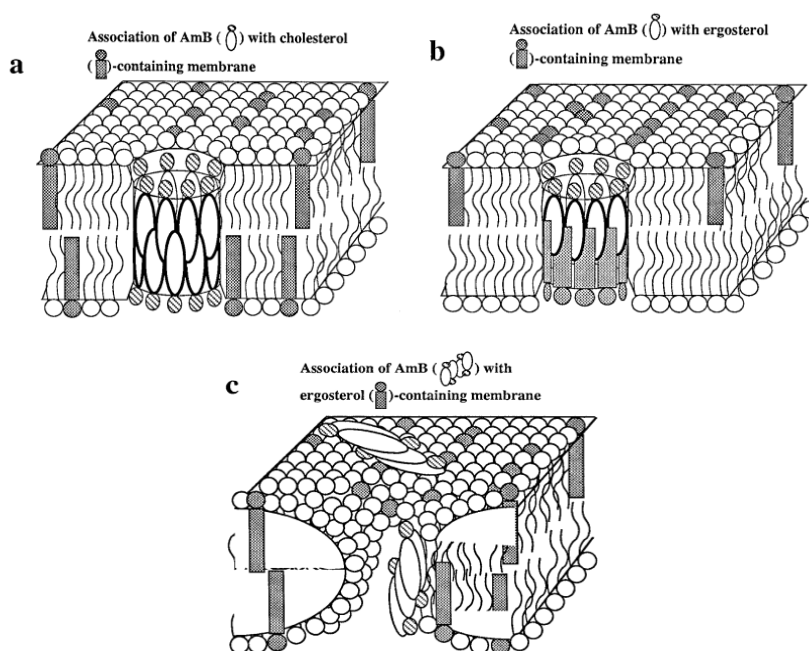 a
Association of AmB ( ) with cholesterol
( )-containing membrane
b
Association of AmB ( ) with ergosterol
( )-containing membrane
c
Association of AmB ( ) with
ergosterol ( )-containing membrane